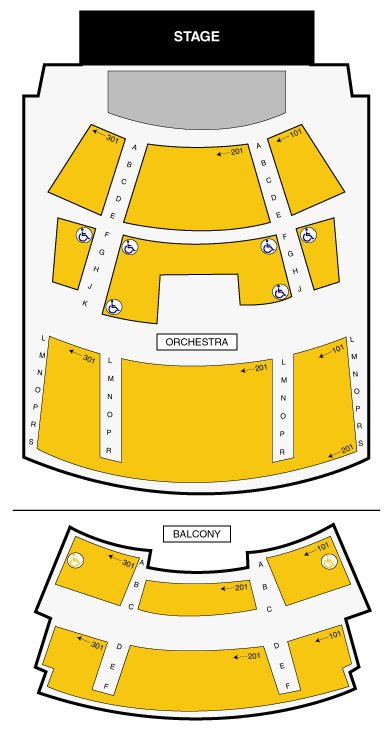 STAGE
301 201 101
A A
B B
C C
D D
E E
F F
G G
H H
J J
K
ORCHESTRA
L L L L
301 201 101
M M M M
N N N N
O O O O
P P P P
R R R R
S 201 S
BALCONY
301 A 201 A 101
B B
C C
301 D 201 D 101
E E
F F